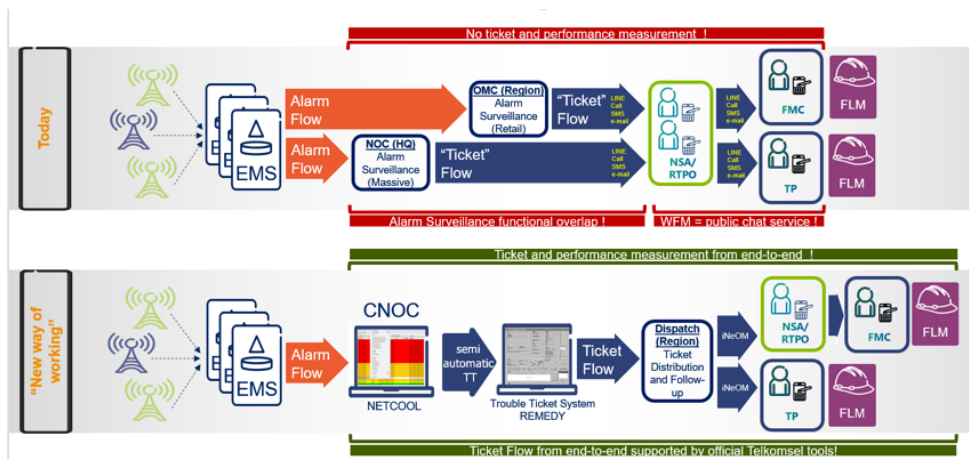 No ticket and performance measurement !
Today
EMS
Alarm
Flow
Alarm
Flow
OMC (Region)
Alarm
Surveillance
(Retail)
NOC (HQ)
Alarm
Surveillance
(Massive)
"Ticket"
Flow
LINE
Call
SMS
e-mail
"Ticket"
Flow
LINE
Call
SMS
e-mail
NSA/
RTPO
LINE
Call
SMS
e-mail
LINE
Call
SMS
e-mail
FMC
FLM
TP
FLM
Alarm Surveillance functional overlap !
WFM = public chat service !
Ticket and performance measurement from end-to-end !
"New way of
working"
EMS
Alarm
Flow
CNOC
NETCOOL
semi
automatic
TT
Trouble Ticket System
REMEDY
Ticket
Flow
Dispatch
(Region)
Ticket
Distribution
and Follow-
up
iNeOM
iNeOM
NSA/
RTPO
FMC
FLM
TP
FLM
Ticket Flow from end-to-end supported by official Telkomsel tools!